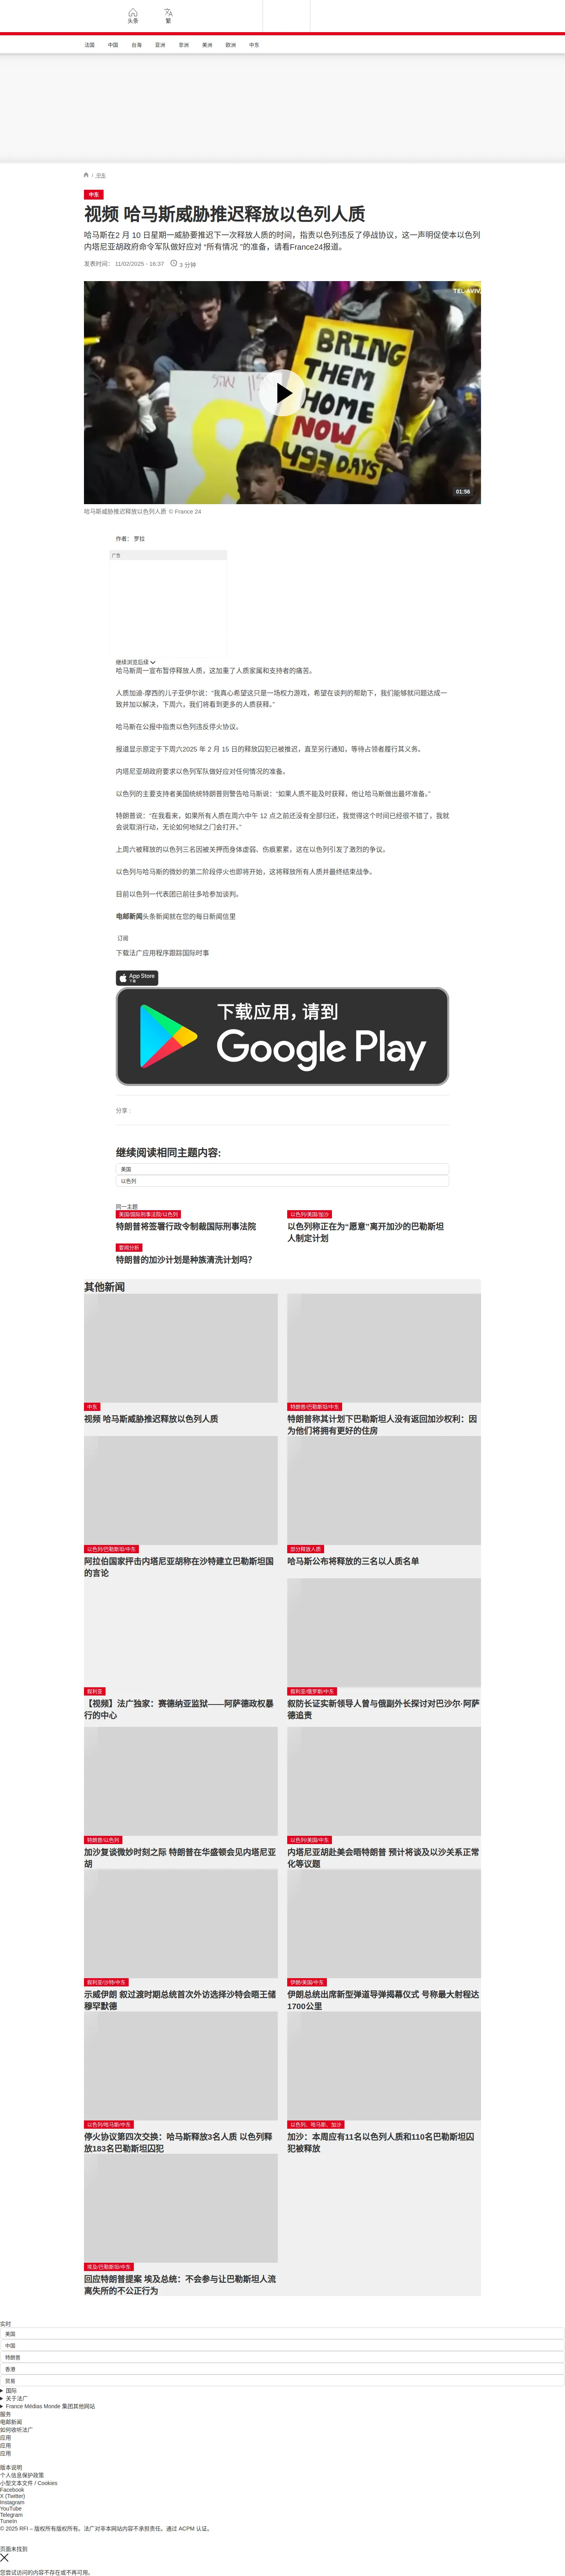 头条
繁
法国
中国
台海
亚洲
非洲
美洲
欧洲
中东
/ 中东
中东
视频 哈马斯威胁推迟释放以色列人质
哈马斯在2 月 10 日星期一威胁要推迟下一次释放人质的时间，指责以色列违反了停战协议，这一声明促使本以色列
内塔尼亚胡政府命令军队做好应对 “所有情况 ”的准备，请看France24报道。
发表时间： 11/02/2025 - 16:37
3 分钟
TEL AVIV,
BRING
THEM
HOME
NOW
493 DAYS
01:56
哈马斯威胁推迟释放以色列人质 © France 24
作者： 罗拉
广告
继续浏览后续
哈马斯周一宣布暂停释放人质，这加重了人质家属和支持者的痛苦。
人质加迪-摩西的儿子亚伊尔说：“我真心希望这只是一场权力游戏，希望在谈判的帮助下，我们能够就问题达成一
致并加以解决，下周六，我们将看到更多的人质获释。”
哈马斯在公报中指责以色列违反停火协议。
报道显示原定于下周六2025 年 2 月 15 日的释放囚犯已被推迟，直至另行通知，等待占领者履行其义务。
内塔尼亚胡政府要求以色列军队做好应对任何情况的准备。
以色列的主要支持者美国统统特朗普则警告哈马斯说：“如果人质不能及时获释，他让哈马斯做出最坏准备。”
特朗普说：“在我看来，如果所有人质在周六中午 12 点之前还没有全部归还，我觉得这个时间已经很不错了，我就
会说取消行动，无论如何地狱之门会打开。”
上周六被释放的以色列三名因被关押而身体虚弱、伤痕累累，这在以色列引发了激烈的争议。
以色列与哈马斯的微妙的第二阶段停火也即将开始，这将释放所有人质并最终结束战争。
目前以色列一代表团已前往多哈参加谈判。
电邮新闻头条新闻就在您的每日新闻信里
订阅
下载法广应用程序跟踪国际时事
App Store
下载
下载应用，请到
Google Play
分享 :
继续阅读相同主题内容:
美国
以色列
同一主题
美国/国际刑事法院/以色列
特朗普将签署行政令制裁国际刑事法院
以色列/美国/加沙
以色列称正在为“愿意”离开加沙的巴勒斯坦
人制定计划
要闻分析
特朗普的加沙计划是种族清洗计划吗？
其他新闻
中东
视频 哈马斯威胁推迟释放以色列人质
特朗普/巴勒斯坦/中东
特朗普称其计划下巴勒斯坦人没有返回加沙权利：因
为他们将拥有更好的住房
以色列/巴勒斯坦/中东
阿拉伯国家抨击内塔尼亚胡称在沙特建立巴勒斯坦国
的言论
部分释放人质
哈马斯公布将释放的三名以人质名单
叙利亚
【视频】法广独家：赛德纳亚监狱——阿萨德政权暴
行的中心
叙利亚/俄罗斯/中东
叙防长证实新领导人曾与俄副外长探讨对巴沙尔·阿萨
德追责
特朗普/以色列
加沙复谈微妙时刻之际 特朗普在华盛顿会见内塔尼亚
胡
以色列/美国/中东
内塔尼亚胡赴美会晤特朗普 预计将谈及以沙关系正常
化等议题
叙利亚/沙特/中东
示威伊朗 叙过渡时期总统首次外访选择沙特会晤王储
穆罕默德
伊朗/美国/中东
伊朗总统出席新型弹道导弹揭幕仪式 号称最大射程达
1700公里
以色列/哈马斯/中东
停火协议第四次交换：哈马斯释放3名人质 以色列释
放183名巴勒斯坦囚犯
以色列、哈马斯、加沙
加沙：本周应有11名以色列人质和110名巴勒斯坦囚
犯被释放
埃及/巴勒斯坦/中东
回应特朗普提案 埃及总统：不会参与让巴勒斯坦人流
离失所的不公正行为
实时
美国
中国
特朗普
香港
贸易
国际
关于法广
France Médias Monde 集团其他网站
服务
电邮新闻
如何收听法广
应用
应用
应用
版本说明
个人信息保护政策
小型文本文件 / Cookies
Facebook
X (Twitter)
Instagram
YouTube
Telegram
TuneIn
© 2025 RFI – 版权所有版权所有。法广对非本网站内容不承担责任。通过 ACPM 认证。
页面未找到
您尝试访问的内容不存在或不再可用。